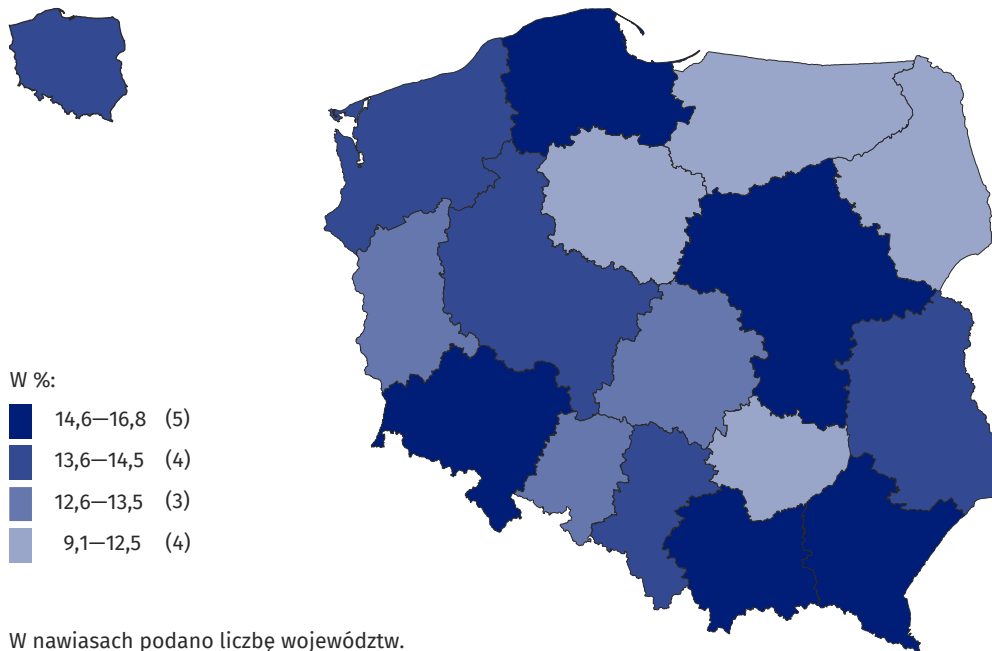 W %:
14,6—16,8 (5)
13,6—14,5 (4)
12,6—13,5 (3)
9,1—12,5 (4)
W nawiasach podano liczbę województw.